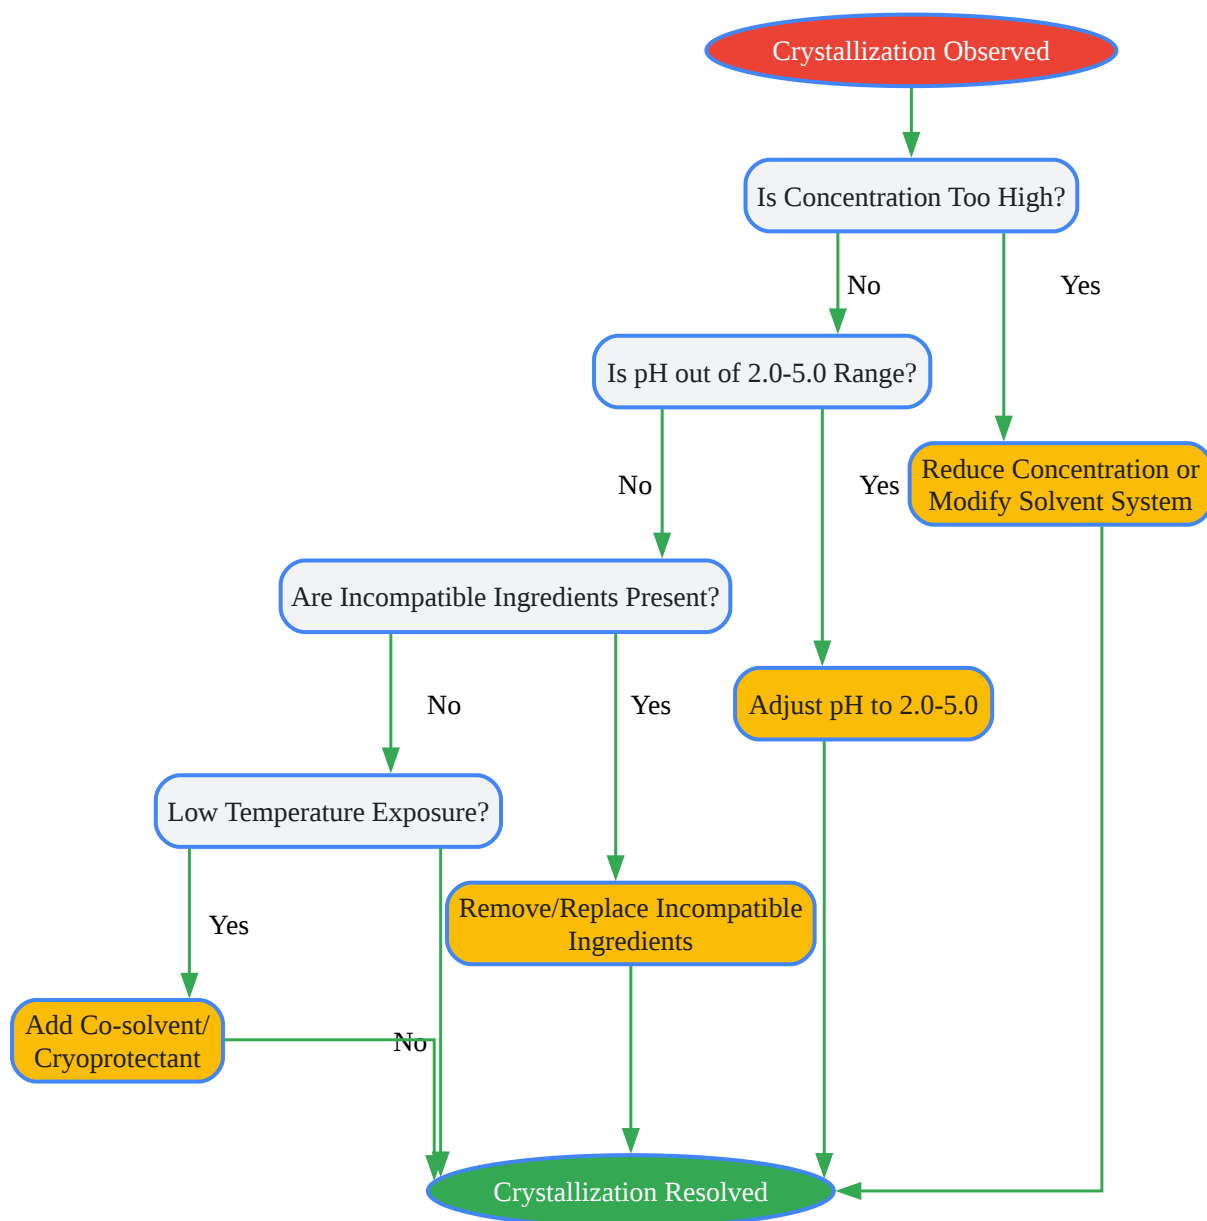 Crystallization Observed
Is Concentration Too High?
No
Yes
Is pH out of 2.0-5.0 Range?
No
Yes
Reduce Concentration or
Modify Solvent System
Are Incompatible Ingredients Present?
No
Yes
Adjust pH to 2.0-5.0
Low Temperature Exposure?
Yes
Remove/Replace Incompatible
Ingredients
Add Co-solvent/
Cryoprotectant
No
Crystallization Resolved